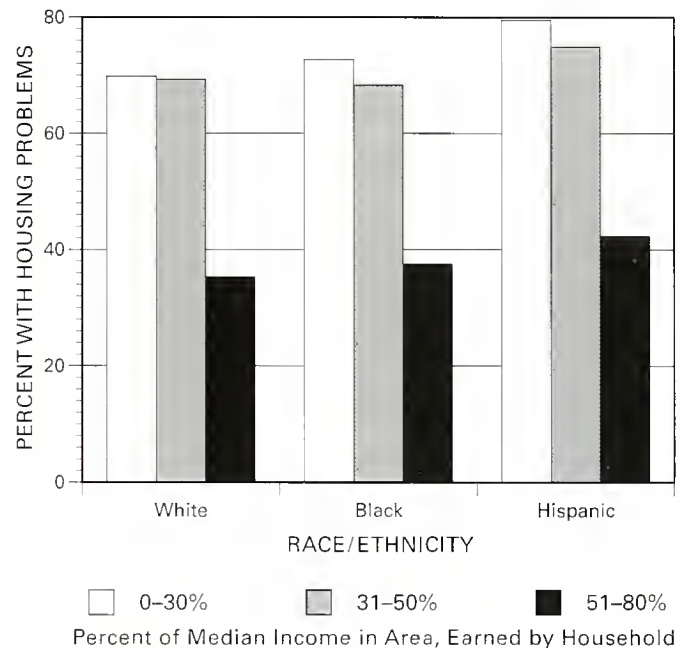 80
60
40
20
0
PERCENT WITH HOUSING PROBLEMS
White Black Hispanic
RACE/ETHNICITY
0–30% 31–50% 51–80%
Percent of Median Income in Area, Earned by Household